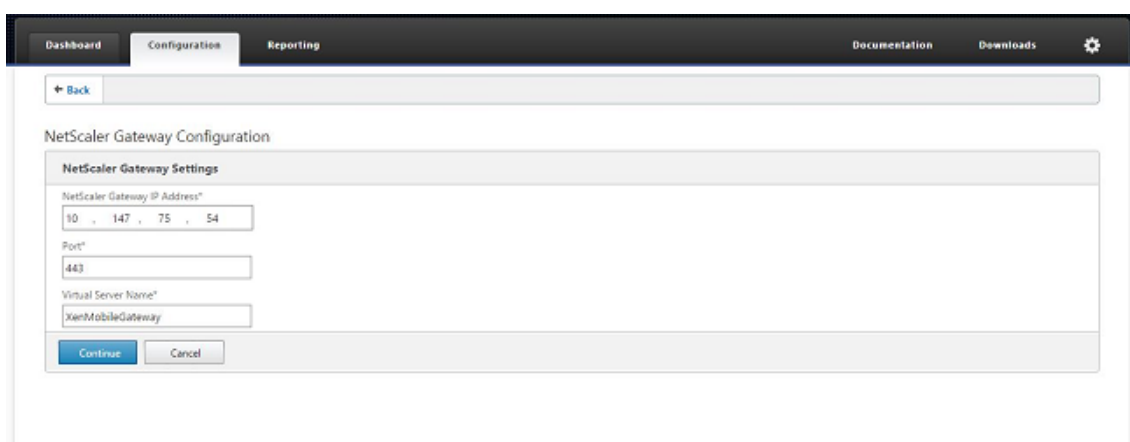 Dashboard Configuration Reporting Documentation Downloads
Back
NetScaler Gateway Configuration
NetScaler Gateway Settings
NetScaler Gateway IP Address*
10 . 147 . 75 . 54
Port*
443
Virtual Server Name*
XenMobileGateway
Continue Cancel